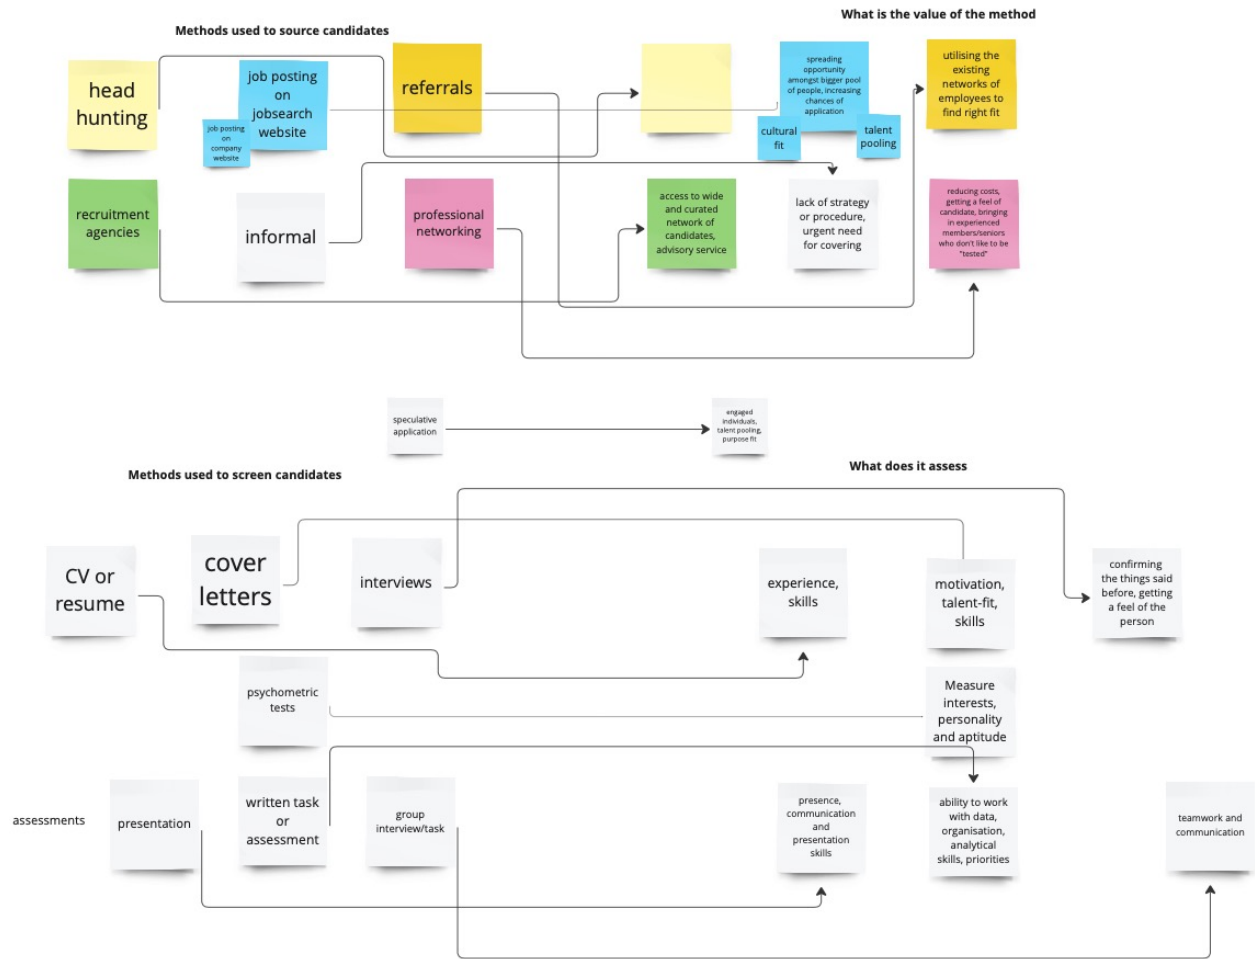 What is the value of the method
Methods used to source candidates
head
hunting
job posting
on
jobsearch
website
job posting
on
company
website
referrals
spreading
opportunity
amongst bigger pool
of people, increasing
chances of
application
cultural
fit
talent
pooling
utilising the
existing
networks of
employees to
find right fit
recruitment
agencies
informal
professional
networking
access to wide
and curated
network of
candidates,
advisory service
lack of strategy
or procedure,
urgent need
for covering
reducing costs,
getting a feel of
candidate, bringing
in experienced
members/seniors
who don't like to be
"tested"
speculative
application
engaged
individuals,
talent pooling,
purpose fit
Methods used to screen candidates
What does it assess
CV or
resume
cover
letters
interviews
experience,
skills
motivation,
talent-fit,
skills
confirming
the things said
before, getting
a feel of the
person
psychometric
tests
Measure
interests,
personality
and aptitude
assessments
presentation
written task
or
assessment
group
interview/task
presence,
communication
and
presentation
skills
ability to work
with data,
organisation,
analytical
skills, priorities
teamwork and
communication